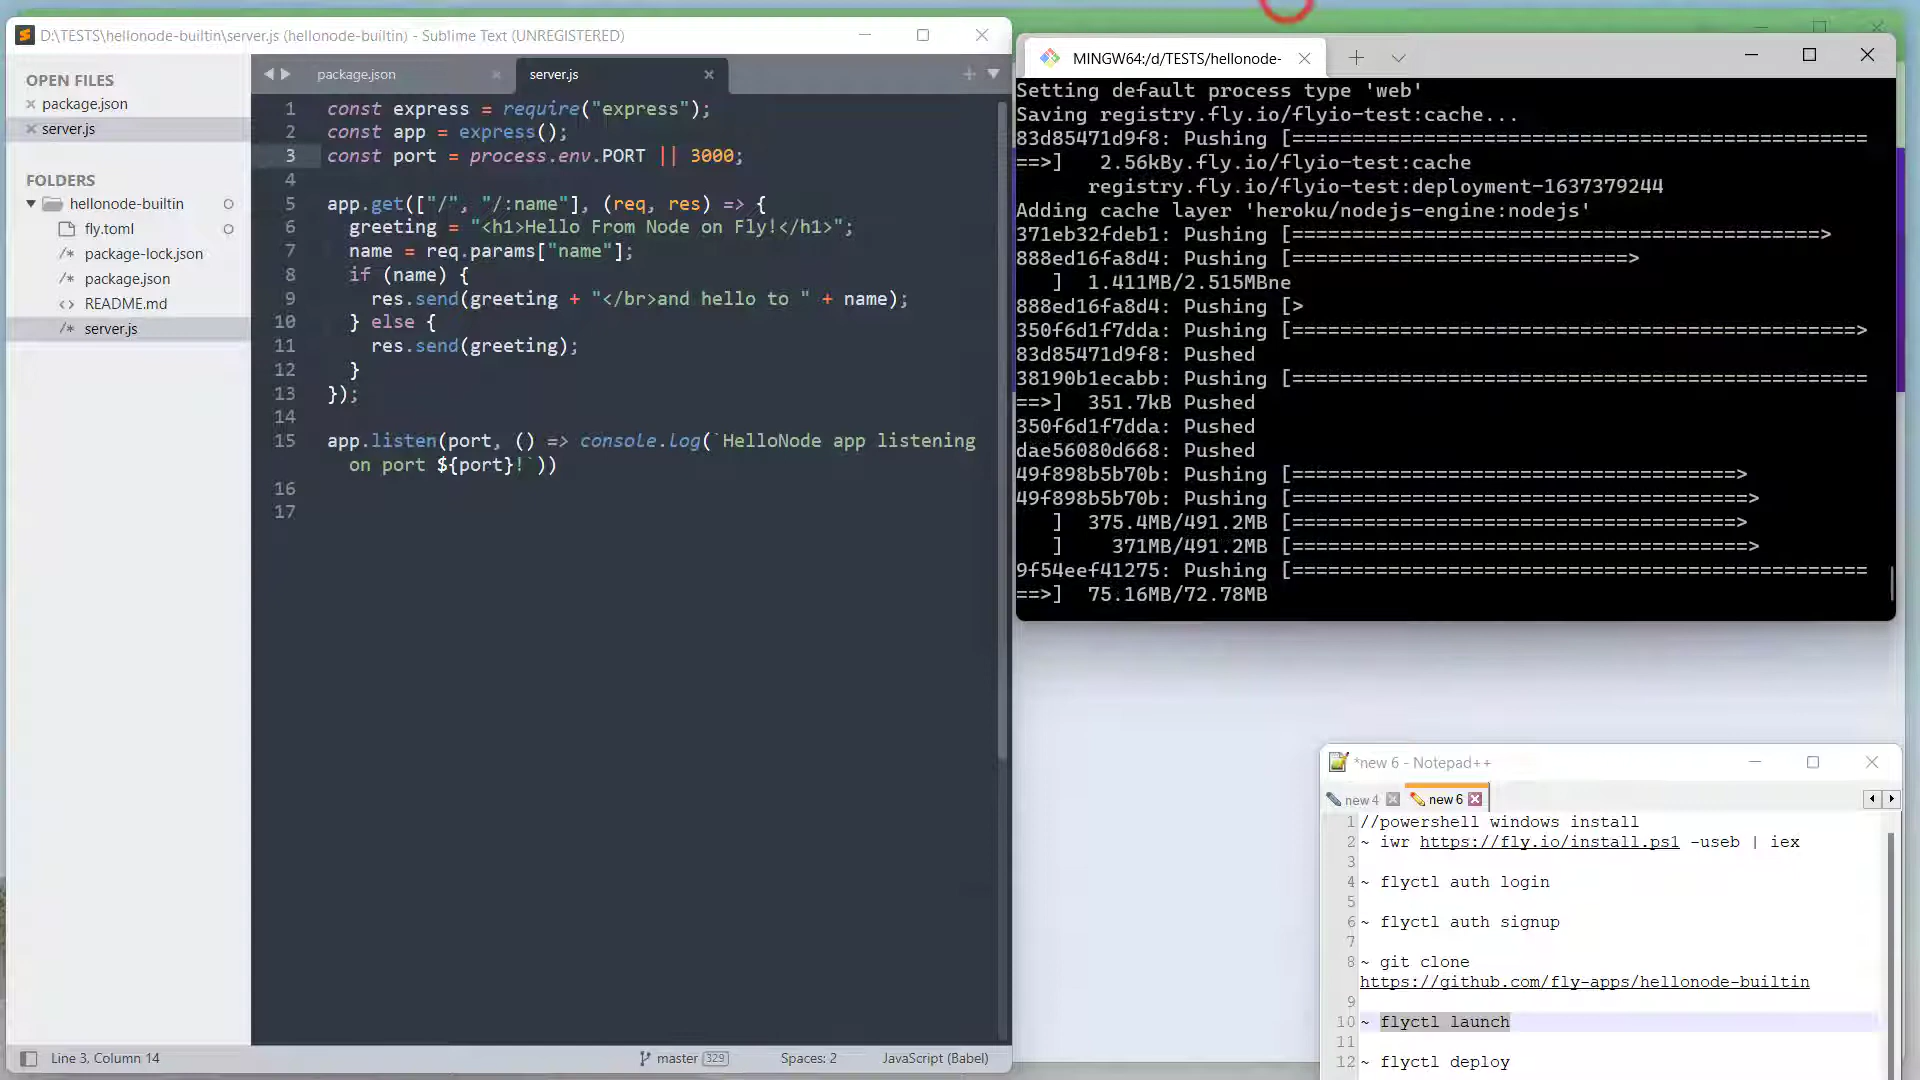 D:\TESTS\hellonode-builtin\server.js (hellonode-builtin) - Sublime Text (UNREGISTERED)
OPEN FILES
package.json
server.js
FOLDERS
hellonode-builtin
fly.toml
/* package-lock.json
/* package.json
<> README.md
/* server.js
package.json
server.js
1 const express = require("express");
2 const app = express();
3 const port = process.env.PORT || 3000;
4
5 app.get(["/", "/:name"], (req, res) => {
6 greeting = "<h1>Hello From Node on Fly!</h1>";
7 name = req.params["name"];
8 if (name) {
9 res.send(greeting + "</br>and hello to " + name);
10 } else {
11 res.send(greeting);
12 }
13 });
14
15 app.listen(port, () => console.log(`HelloNode app listening
on port ${port}!`))
16
17
Line 3, Column 14
master 329
Spaces: 2
JavaScript (Babel)
MINGW64:/d/TESTS/hellonode-
Setting default process type 'web'
Saving registry.fly.io/flyio-test:cache...
83d85471d9f8: Pushing [================================================
==>] 2.56kBy.fly.io/flyio-test:cache
registry.fly.io/flyio-test:deployment-1637379244
Adding cache layer 'heroku/nodejs-engine:nodejs'
371eb32fdeb1: Pushing [============================================>
888ed16fa8d4: Pushing [============================>
] 1.411MB/2.515MBne
888ed16fa8d4: Pushing [>
350f6d1f7dda: Pushing [===============================================>
83d85471d9f8: Pushed
38190b1ecabb: Pushing [================================================
==>] 351.7kB Pushed
350f6d1f7dda: Pushed
dae56080d668: Pushed
49f898b5b70b: Pushing [=====================================>
49f898b5b70b: Pushing [======================================>
] 375.4MB/491.2MB [=====================================>
] 371MB/491.2MB [======================================>
9f54eef41275: Pushing [================================================
==>] 75.16MB/72.78MB
*new 6 - Notepad++
new 4
new 6
1 //powershell windows install
2 ~ iwr https://fly.io/install.ps1 -useb | iex
3
4 ~ flyctl auth login
5
6 ~ flyctl auth signup
7
8 ~ git clone
https://github.com/fly-apps/hellonode-builtin
9
10 ~ flyctl launch
11
12 ~ flyctl deploy